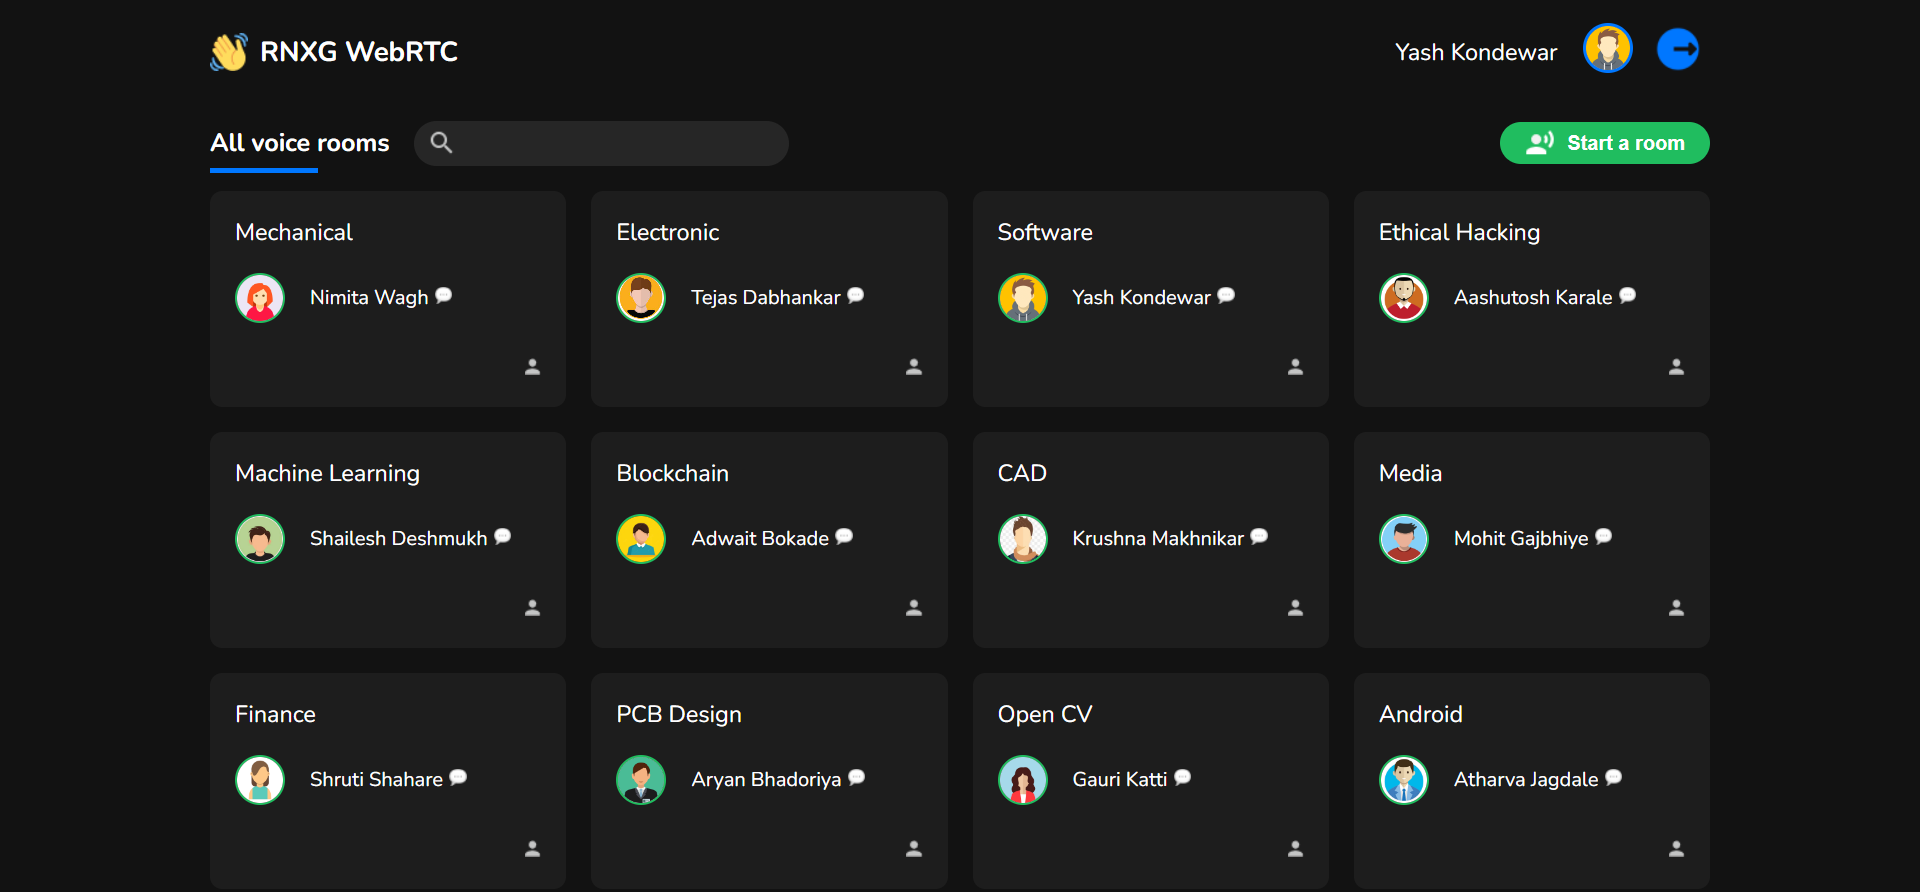 RNXG WebRTC
Yash Kondewar
All voice rooms
Start a room
Mechanical
Nimita Wagh
Electronic
Tejas Dabhankar
Software
Yash Kondewar
Ethical Hacking
Aashutosh Karale
Machine Learning
Shailesh Deshmukh
Blockchain
Adwait Bokade
CAD
Krushna Makhnikar
Media
Mohit Gajbhiye
Finance
Shruti Shahare
PCB Design
Aryan Bhadoriya
Open CV
Gauri Katti
Android
Atharva Jagdale